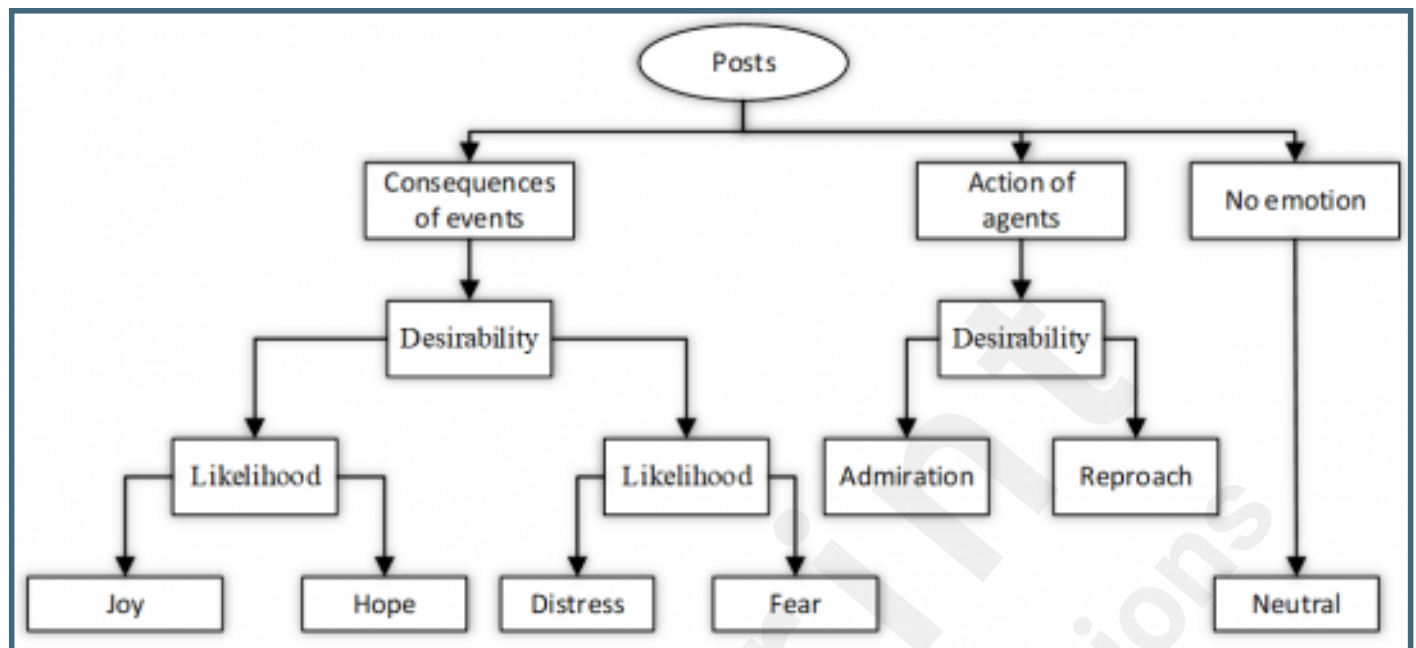 Posts
Consequences
of events
Action of
agents
No emotion
Desirability
Desirability
Likelihood
Likelihood
Admiration
Reproach
Joy
Hope
Distress
Fear
Neutral